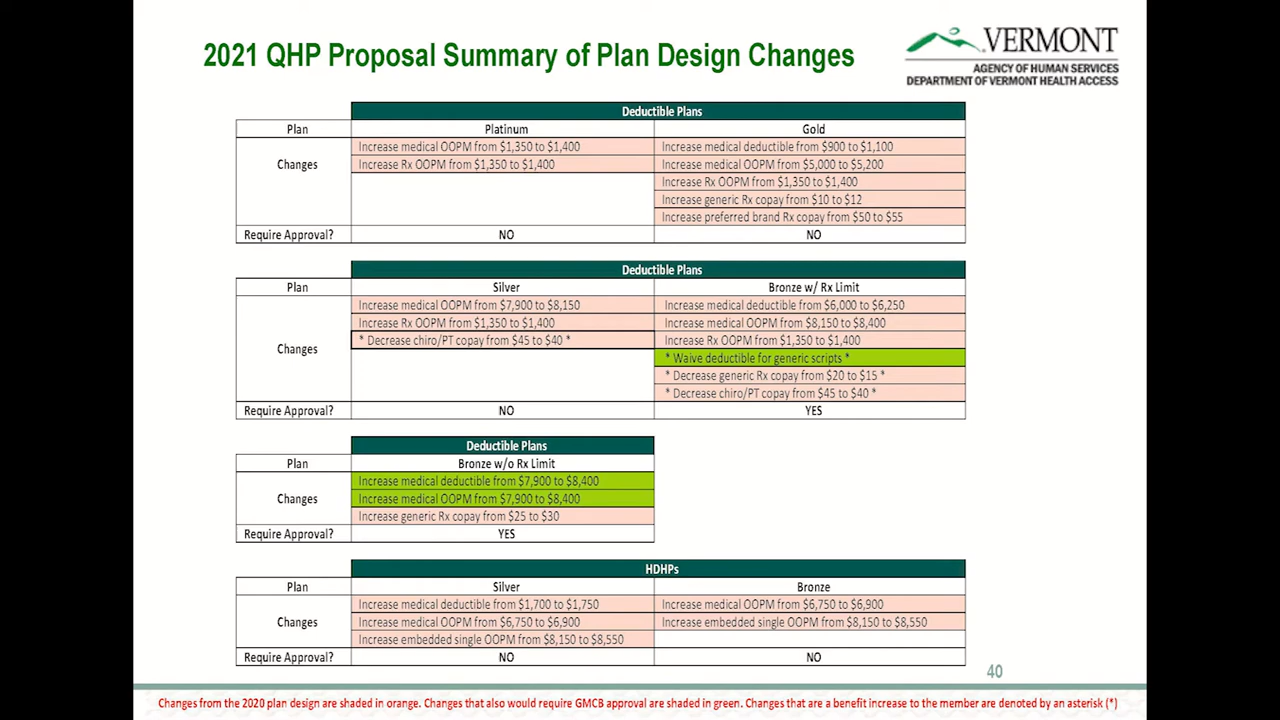 2021 QHP Proposal Summary of Plan Design Changes
VERMONT
AGENCY OF HUMAN SERVICES
DEPARTMENT OF VERMONT HEALTH ACCESS
Deductible Plans
Plan Platinum Gold
Changes Increase medical OOPM from $1,350 to $1,400 Increase medical deductible from $900 to $1,100
Increase Rx OOPM from $1,350 to $1,400 Increase medical OOPM from $5,000 to $5,200
Increase Rx OOPM from $1,350 to $1,400
Increase generic Rx copay from $10 to $12
Increase preferred brand Rx copay from $50 to $55
Require Approval? NO NO
Deductible Plans
Plan Silver Bronze w/ Rx Limit
Changes Increase medical OOPM from $7,900 to $8,150 Increase medical deductible from $6,000 to $6,250
Increase Rx OOPM from $1,350 to $1,400 Increase medical OOPM from $8,150 to $8,400
* Decrease chiro/PT copay from $45 to $40 * Increase Rx OOPM from $1,350 to $1,400
* Waive deductible for generic scripts *
* Decrease generic Rx copay from $20 to $15 *
* Decrease chiro/PT copay from $45 to $40 *
Require Approval? NO YES
Deductible Plans
Plan Bronze w/o Rx Limit
Changes Increase medical deductible from $7,900 to $8,400
Increase medical OOPM from $7,900 to $8,400
Increase generic Rx copay from $25 to $30
Require Approval? YES
HDHPs
Plan Silver Bronze
Changes Increase medical deductible from $1,700 to $1,750 Increase medical OOPM from $6,750 to $6,900
Increase medical OOPM from $6,750 to $6,900 Increase embedded single OOPM from $8,150 to $8,550
Increase embedded single OOPM from $8,150 to $8,550
Require Approval? NO NO
40
Changes from the 2020 plan design are shaded in orange. Changes that also would require GMCB approval are shaded in green. Changes that are a benefit increase to the member are denoted by an asterisk (*)